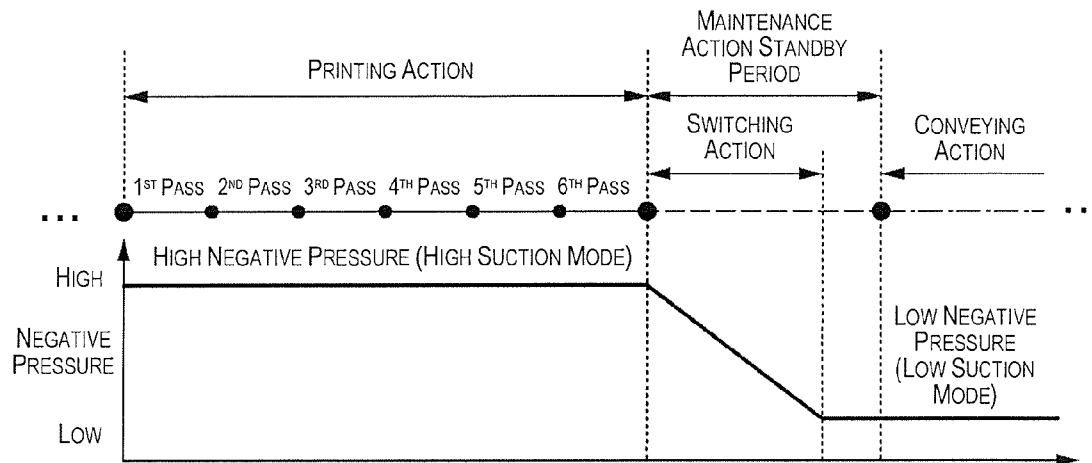 MAINTENANCE
ACTION STANDBY
PERIOD
PRINTING ACTION
SWITCHING
ACTION
CONVEYING
ACTION
1ST PASS 2ND PASS 3RD PASS 4TH PASS 5TH PASS 6TH PASS
HIGH NEGATIVE PRESSURE (HIGH SUCTION MODE)
HIGH
NEGATIVE
PRESSURE
LOW
LOW NEGATIVE
PRESSURE
(LOW SUCTION
MODE)